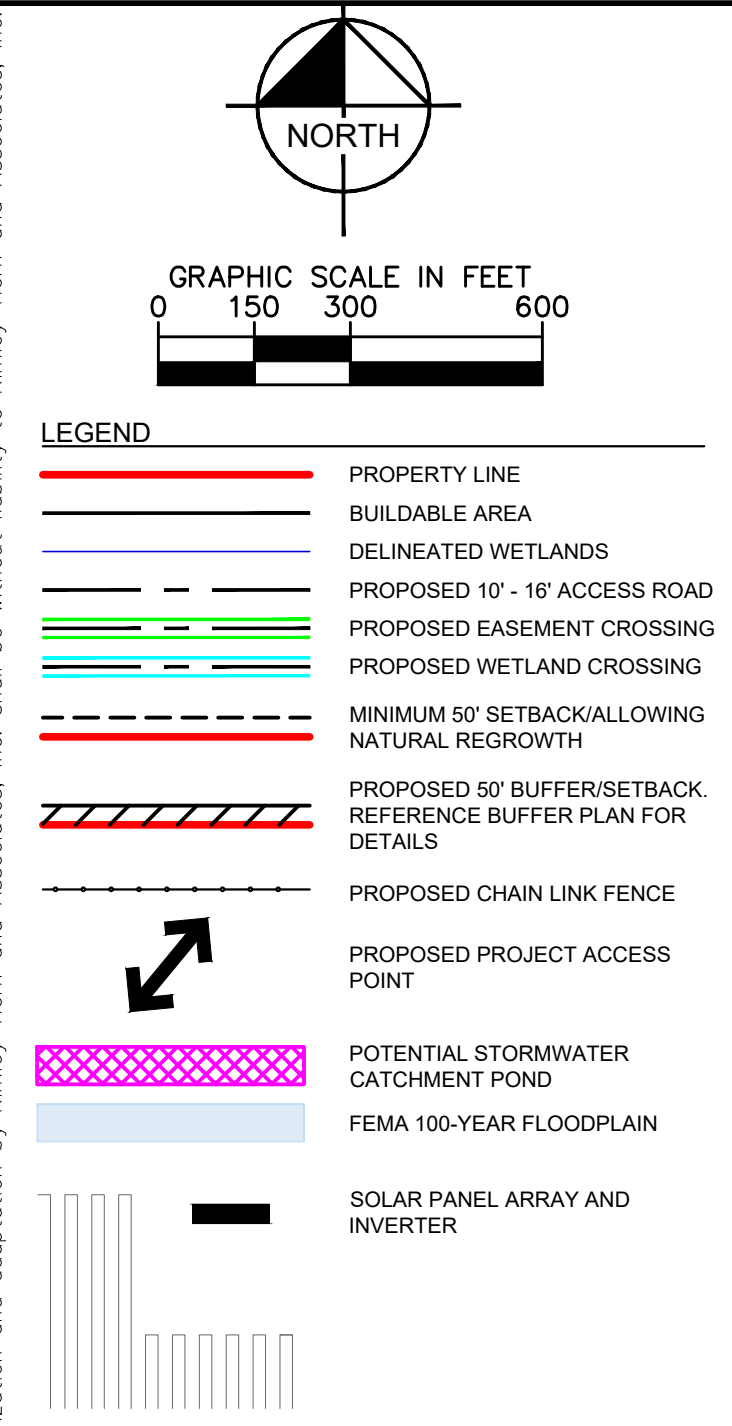 NORTH
GRAPHIC SCALE IN FEET
0 150 300 600
LEGEND
PROPERTY LINE
BUILDABLE AREA
DELINEATED WETLANDS
PROPOSED 10' - 16' ACCESS ROAD
PROPOSED EASEMENT CROSSING
PROPOSED WETLAND CROSSING
MINIMUM 50' SETBACK/ALLOWING
NATURAL REGROWTH
PROPOSED 50' BUFFER/SETBACK.
REFERENCE BUFFER PLAN FOR
DETAILS
PROPOSED CHAIN LINK FENCE
PROPOSED PROJECT ACCESS
POINT
POTENTIAL STORMWATER
CATCHMENT POND
FEMA 100-YEAR FLOODPLAIN
SOLAR PANEL ARRAY AND
INVERTER